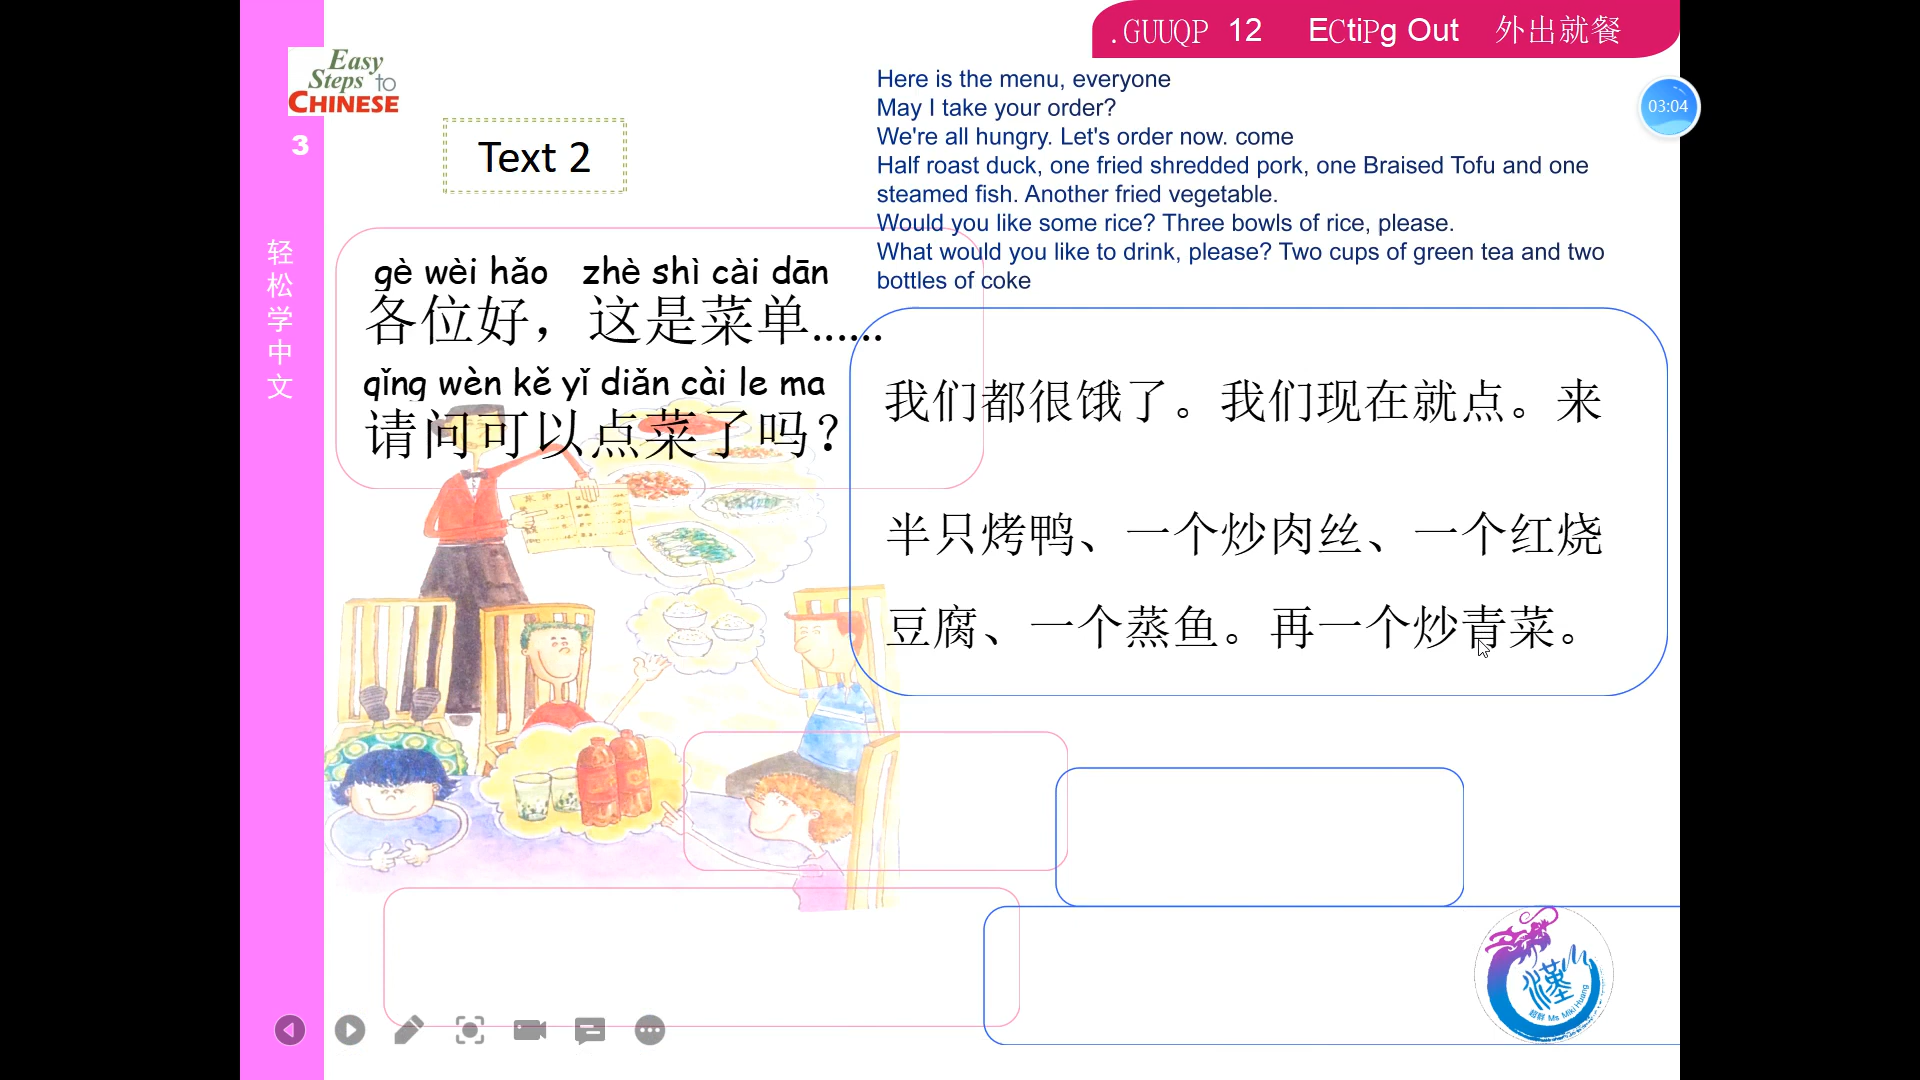 .GUUQP 12 ECtiPg Out 外出就餐
Easy
Steps to
CHINESE
3
轻松学中文
03:04
Text 2
Here is the menu, everyone
May I take your order?
We're all hungry. Let's order now. come
Half roast duck, one fried shredded pork, one Braised Tofu and one
steamed fish. Another fried vegetable.
Would you like some rice? Three bowls of rice, please.
What would you like to drink, please? Two cups of green tea and two
bottles of coke
gè wèi hǎo zhè shì cài dān
各位好，这是菜单......
qǐng wèn kě yǐ diǎn cài le ma
请问可以点菜了吗？
我们都很饿了。我们现在就点。来
半只烤鸭、一个炒肉丝、一个红烧
豆腐、一个蒸鱼。再一个炒青菜。
Ms Miki Huang